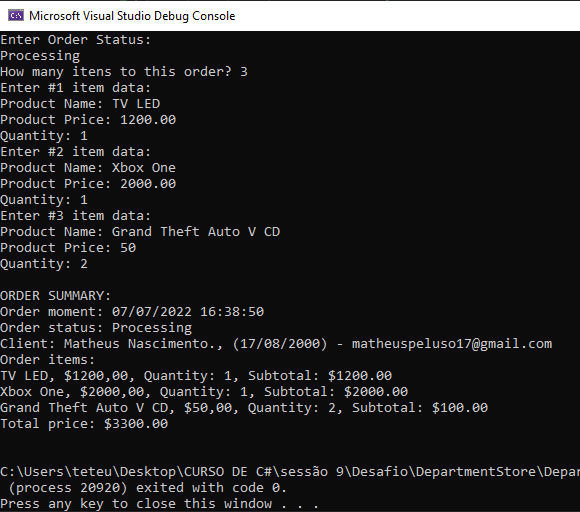 Microsoft Visual Studio Debug Console
Enter Order Status:
Processing
How many itens to this order? 3
Enter #1 item data:
Product Name: TV LED
Product Price: 1200.00
Quantity: 1
Enter #2 item data:
Product Name: Xbox One
Product Price: 2000.00
Quantity: 1
Enter #3 item data:
Product Name: Grand Theft Auto V CD
Product Price: 50
Quantity: 2
ORDER SUMMARY:
Order moment: 07/07/2022 16:38:50
Order status: Processing
Client: Matheus Nascimento., (17/08/2000) - matheuspeluso17@gmail.com
Order items:
TV LED, $1200,00, Quantity: 1, Subtotal: $1200.00
Xbox One, $2000,00, Quantity: 1, Subtotal: $2000.00
Grand Theft Auto V CD, $50,00, Quantity: 2, Subtotal: $100.00
Total price: $3300.00
C:\Users\teteu\Desktop\CURSO DE C#\sessão 9\Desafio\DepartmentStore\Depar
(process 20920) exited with code 0.
Press any key to close this window . . .